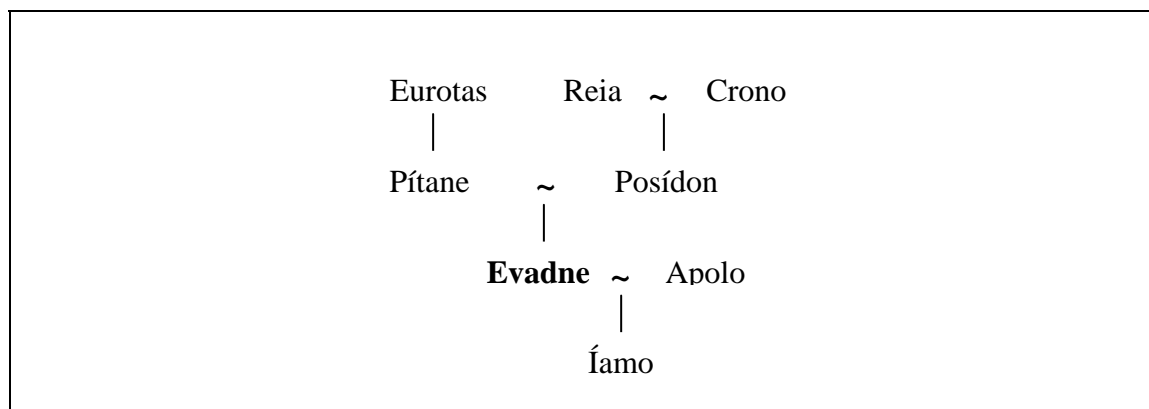 Eurotas Reia ~ Crono
Pítane ~ Posídon
Evadne ~ Apolo
Íamo